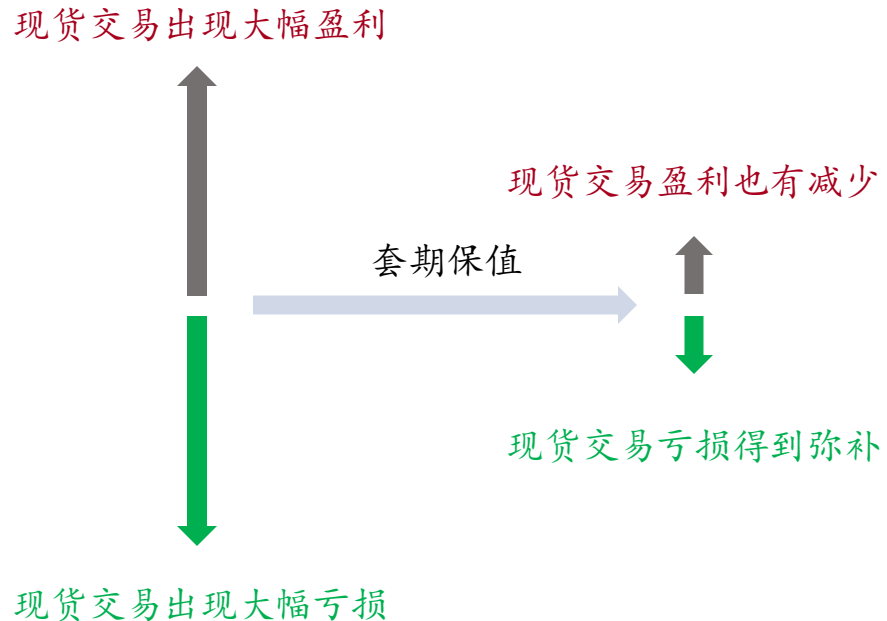 现货交易出现大幅盈利
现货交易盈利也有减少
套期保值
现货交易亏损得到弥补
现货交易出现大幅亏损